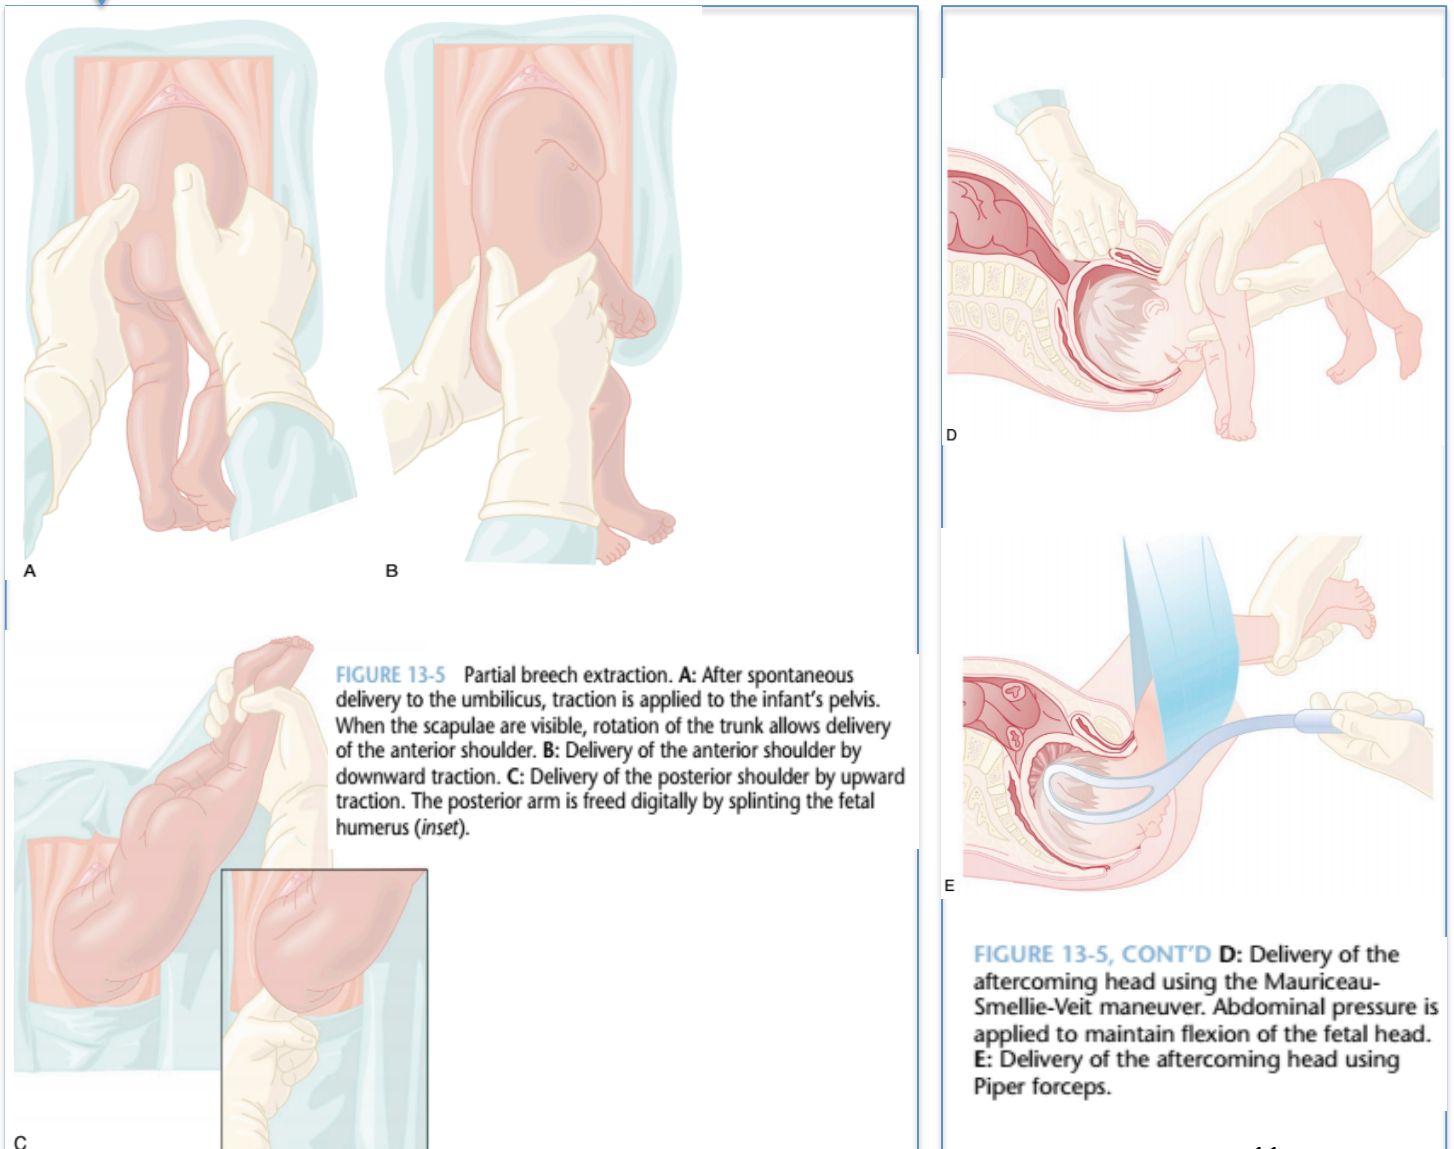 A
B
FIGURE 13-5 Partial breech extraction. A: After spontaneous
delivery to the umbilicus, traction is applied to the infant's pelvis.
When the scapulae are visible, rotation of the trunk allows delivery
of the anterior shoulder. B: Delivery of the anterior shoulder by
downward traction. C: Delivery of the posterior shoulder by upward
traction. The posterior arm is freed digitally by splinting the fetal
humerus (inset).
C
D
E
FIGURE 13-5, CONT'D D: Delivery of the
aftercoming head using the Mauriceau-
Smellie-Veit maneuver. Abdominal pressure is
applied to maintain flexion of the fetal head.
E: Delivery of the aftercoming head using
Piper forceps.